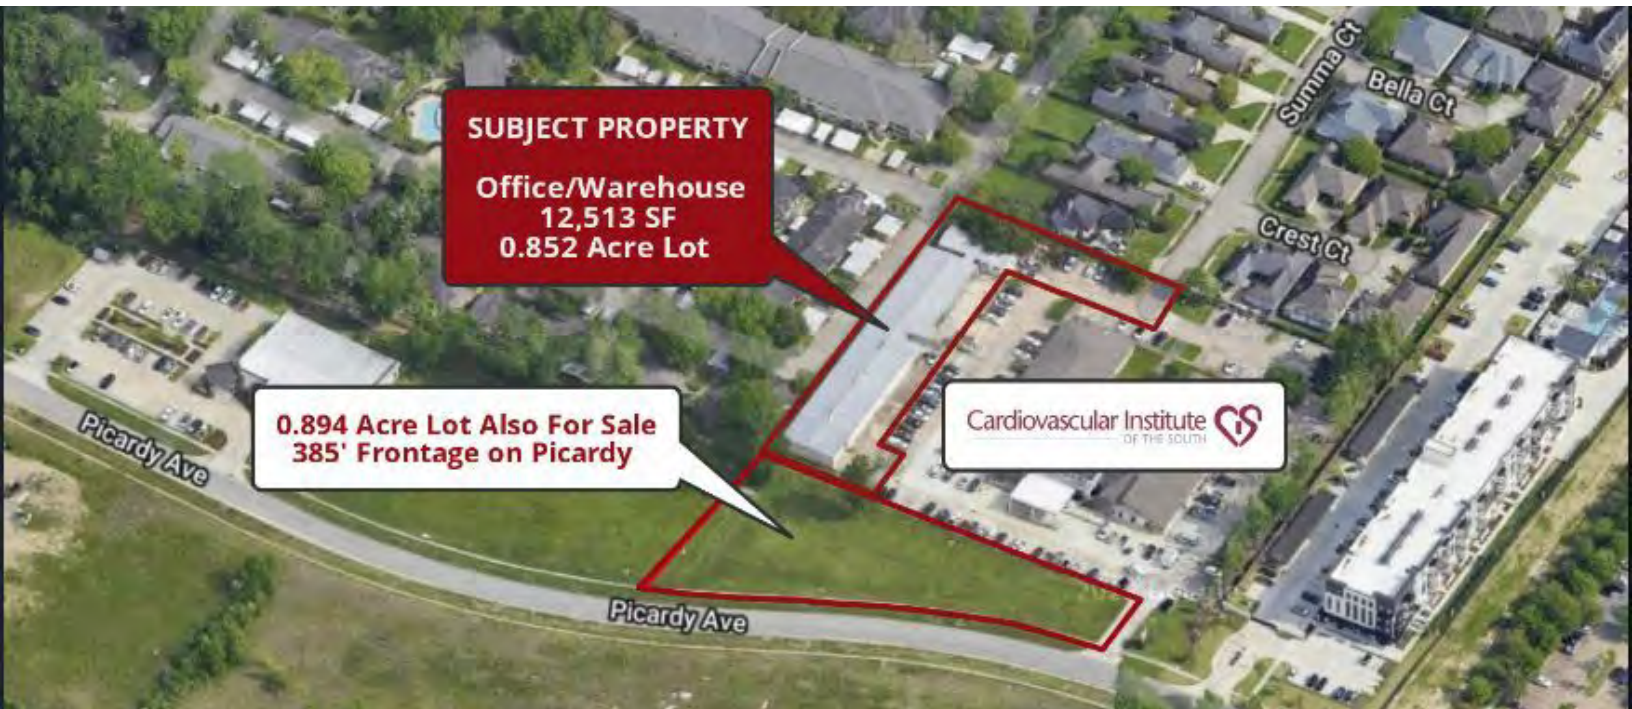 Summa Ct
Bella Ct
SUBJECT PROPERTY
Office/Warehouse
12,513 SF
0.852 Acre Lot
Crest Ct
0.894 Acre Lot Also For Sale
385' Frontage on Picardy
Cardiovascular Institute
OF THE SOUTH
CIS
Picardy Ave
Picardy Ave